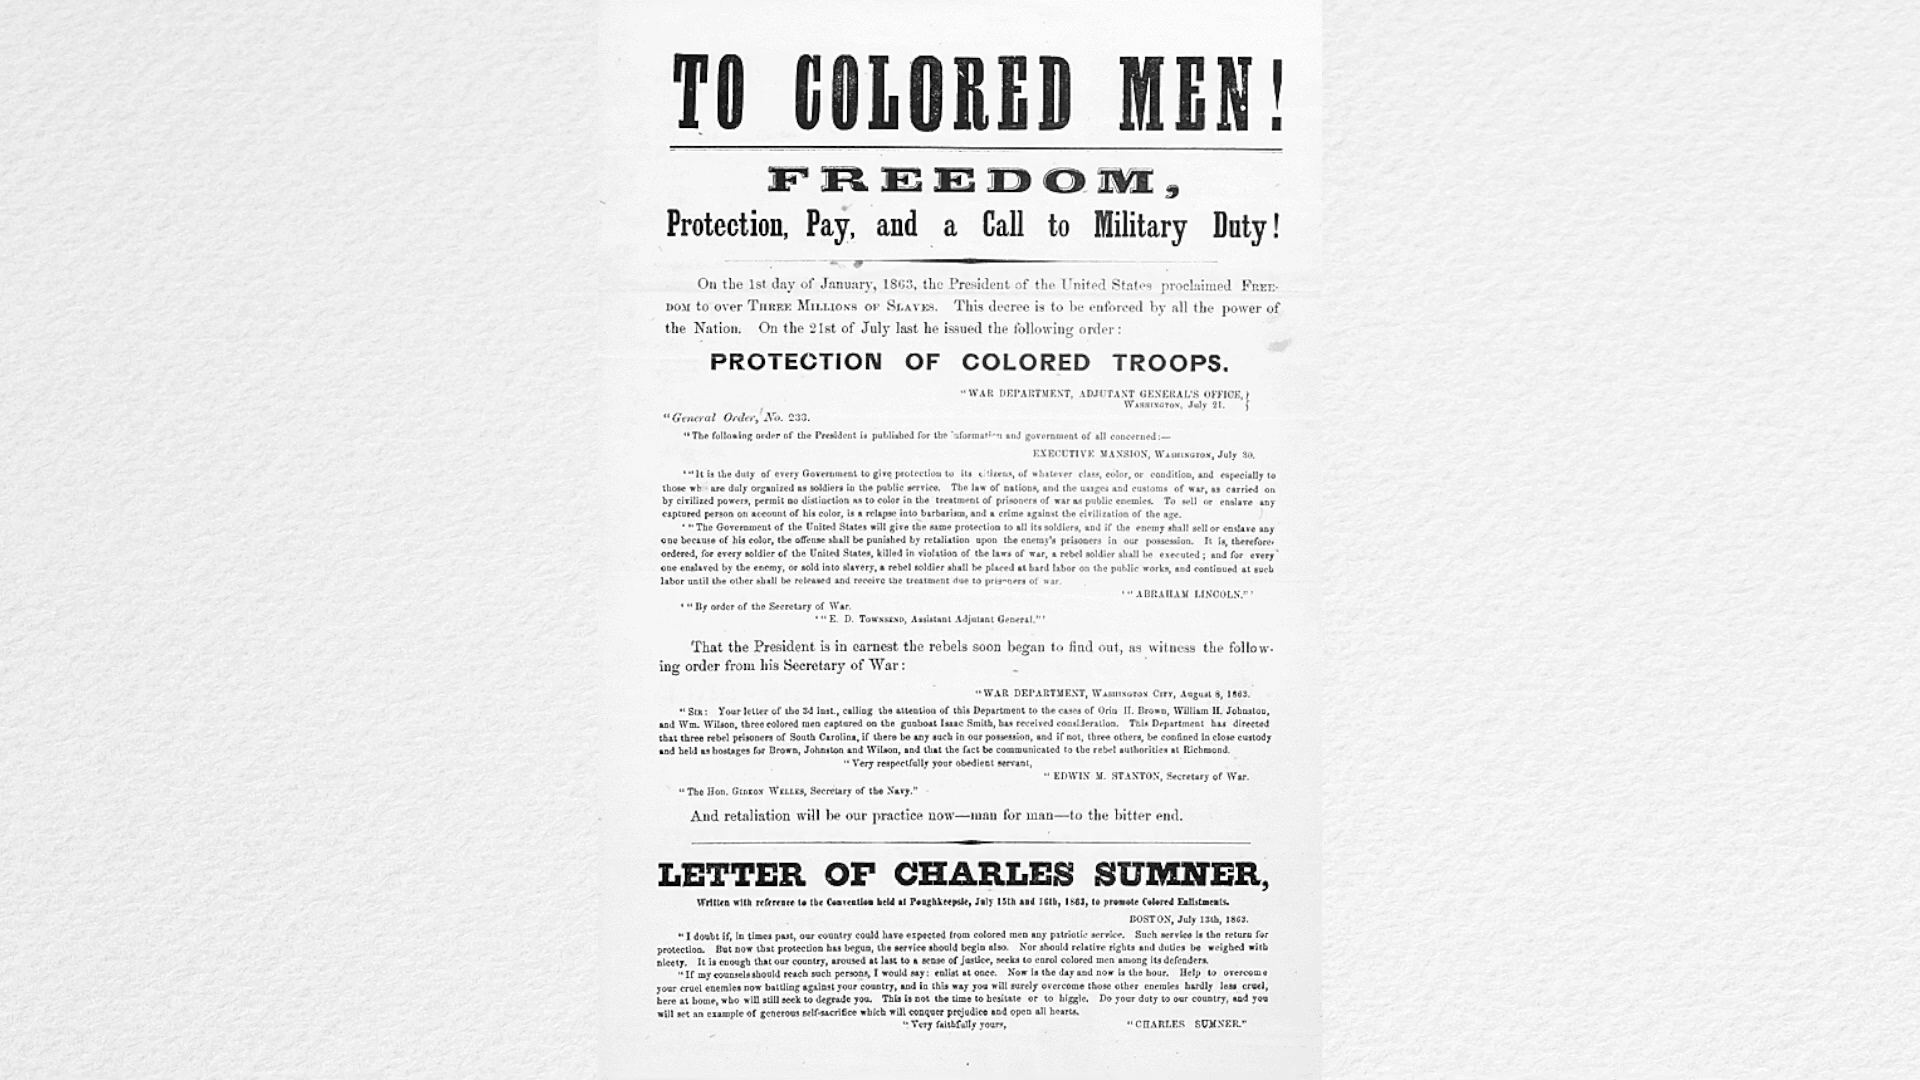 TO COLORED MEN!
FREEDOM,
Protection, Pay, and a Call to Military Duty!
On the 1st day of January, 1863, the President of the United States proclaimed FREE-
DOM to over THREE MILLIONS OF SLAVES. This decree is to be enforced by all the power of
the Nation. On the 21st of July last he issued the following order:
PROTECTION OF COLORED TROOPS.
"WAR DEPARTMENT, ADJUTANT GENERAL'S OFFICE,}
WASHINGTON, July 21.
"General Order, No. 233.
"The following order of the President is published for the information and government of all concerned:—
EXECUTIVE MANSION, WASHINGTON, July 30.
'"It is the duty of every Government to give protection to its citizens, of whatever class, color, or condition, and especially to
those wh are duly organized as soldiers in the public service. The law of nations, and the usages and customs of war, as carried on
by civilized powers, permit no distinction as to color in the treatment of prisoners of war as public enemies. To sell or enslave any
captured person on account of his color, is a relapse into barbarism, and a crime against the civilization of the age.
'"The Government of the United States will give the same protection to all its soldiers, and if the enemy shall sell or enslave any
one because of his color, the offense shall be punished by retaliation upon the enemy's prisoners in our possession. It is, therefore,
ordered, for every soldier of the United States, killed in violation of the laws of war, a rebel soldier shall be executed; and for every
one enslaved by the enemy, or sold into slavery, a rebel soldier shall be placed at hard labor on the public works, and continued at such
labor until the other shall be released and receive the treatment due to prisoners of war.
'"ABRAHAM LINCOLN."'
'"By order of the Secretary of War.
'"E. D. TOWNSEND, Assistant Adjutant General."'
That the President is in earnest the rebels soon began to find out, as witness the follow-
ing order from his Secretary of War:
"WAR DEPARTMENT, WASHINGTON CITY, August 8, 1863.
"SIR: Your letter of the 3d inst., calling the attention of this Department to the cases of Orin H. Brown, William H. Johnston,
and Wm. Wilson, three colored men captured on the gunboat Isaac Smith, has received consideration. This Department has directed
that three rebel prisoners of South Carolina, if there be any such in our possession, and if not, three others, be confined in close custody
and held as hostages for Brown, Johnston and Wilson, and that the fact be communicated to the rebel authorities at Richmond.
"Very respectfully your obedient servant,
"EDWIN M. STANTON, Secretary of War.
"The Hon. GIDEON WELLES, Secretary of the Navy."
And retaliation will be our practice now—man for man—to the bitter end.
LETTER OF CHARLES SUMNER,
Written with reference to the Convention held at Poughkeepsie, July 15th and 16th, 1863, to promote Colored Enlistments.
BOSTON, July 13th, 1863.
"I doubt if, in times past, our country could have expected from colored men any patriotic service. Such service is the return for
protection. But now that protection has begun, the service should begin also. Nor should relative rights and duties be weighed with
nicety. It is enough that our country, aroused at last to a sense of justice, seeks to enrol colored men among its defenders.
"If my counsels should reach such persons, I would say: enlist at once. Now is the day and now is the hour. Help to overcome
your cruel enemies now battling against your country, and in this way you will surely overcome those other enemies hardly less cruel,
here at home, who will still seek to degrade you. This is not the time to hesitate or to higgle. Do your duty to our country, and you
will set an example of generous self-sacrifice which will conquer prejudice and open all hearts.
"Very faithfully yours, "CHARLES SUMNER."